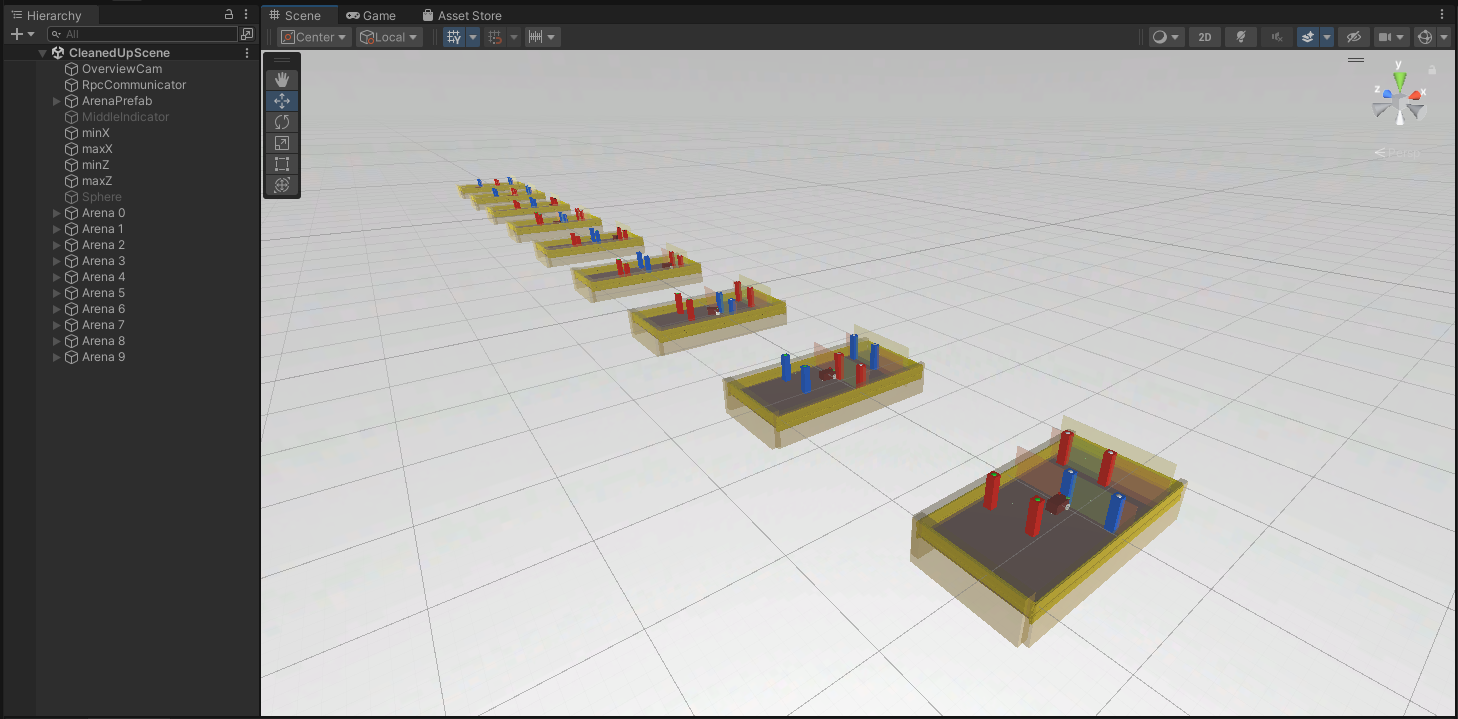 Hierarchy
All
CleanedUpScene
OverviewCam
RpcCommunicator
ArenaPrefab
MiddleIndicator
minX
maxX
minZ
maxZ
Sphere
Arena 0
Arena 1
Arena 2
Arena 3
Arena 4
Arena 5
Arena 6
Arena 7
Arena 8
Arena 9
Scene
Game
Asset Store
Center
Local
2D
y
z
x
Persp